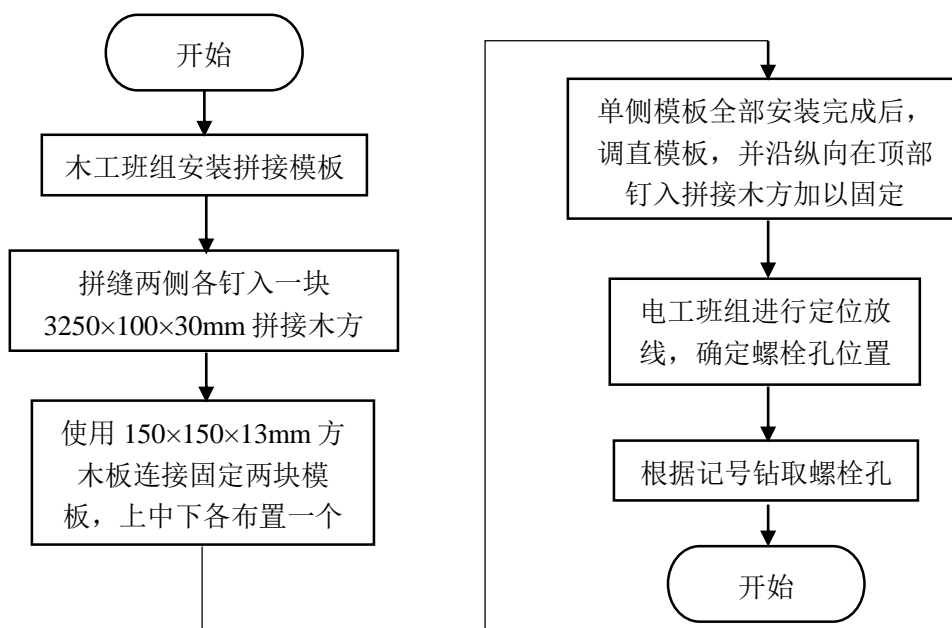 开始
木工班组安装拼接模板
拼缝两侧各钉入一块
3250×100×30mm 拼接木方
使用 150×150×13mm 方
木板连接固定两块模
板，上中下各布置一个
单侧模板全部安装完成后，
调直模板，并沿纵向在顶部
钉入拼接木方加以固定
电工班组进行定位放
线，确定螺栓孔位置
根据记号钻取螺栓孔
开始